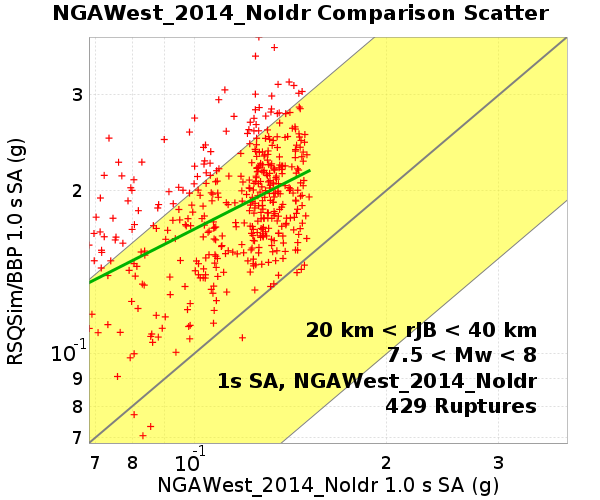 NGAWest_2014_NoIdr Comparison Scatter
RSQSim/BBP 1.0 s SA (g)
3
2
10-1
9
8
7
20 km < rJB < 40 km
7.5 < Mw < 8
1s SA, NGAWest_2014_NoIdr
429 Ruptures
7 8 10-1 2 3
NGAWest_2014_NoIdr 1.0 s SA (g)